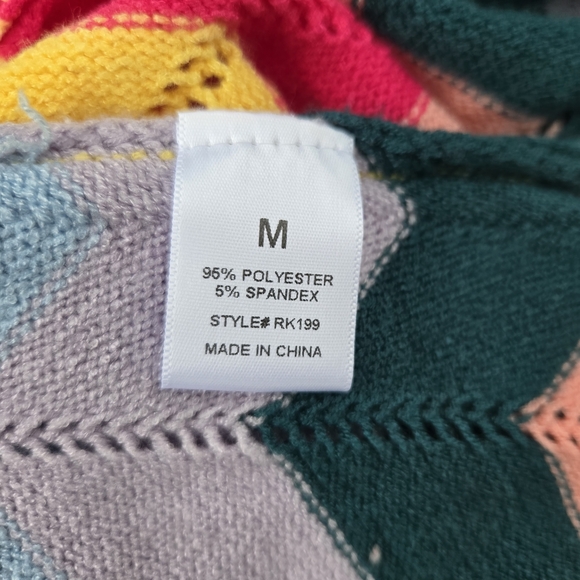 M
95% POLYESTER
5% SPANDEX
STYLE# RK199
MADE IN CHINA